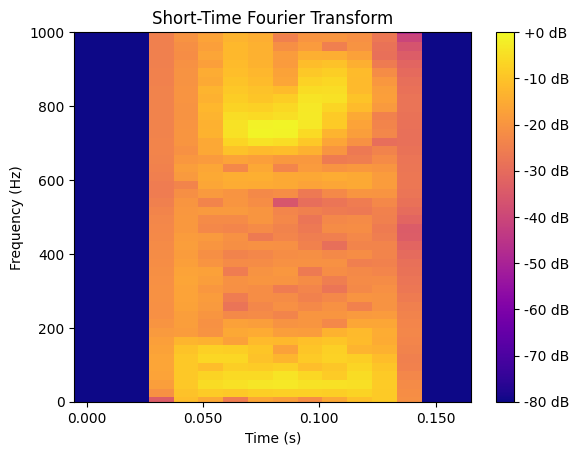 Short-Time Fourier Transform
Frequency (Hz)
1000
800
600
400
200
0
0.000
0.050
0.100
0.150
Time (s)
+0 dB
-10 dB
-20 dB
-30 dB
-40 dB
-50 dB
-60 dB
-70 dB
-80 dB